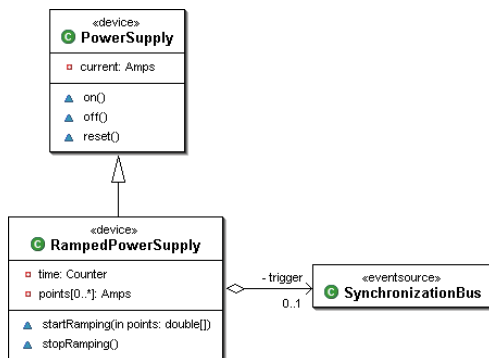 «device»
C PowerSupply
current: Amps
on()
off()
reset()
«device»
C RampedPowerSupply
time: Counter
points[0..*]: Amps
startRamping(in points: double[])
stopRamping()
- trigger
0..1
«eventsource»
C SynchronizationBus